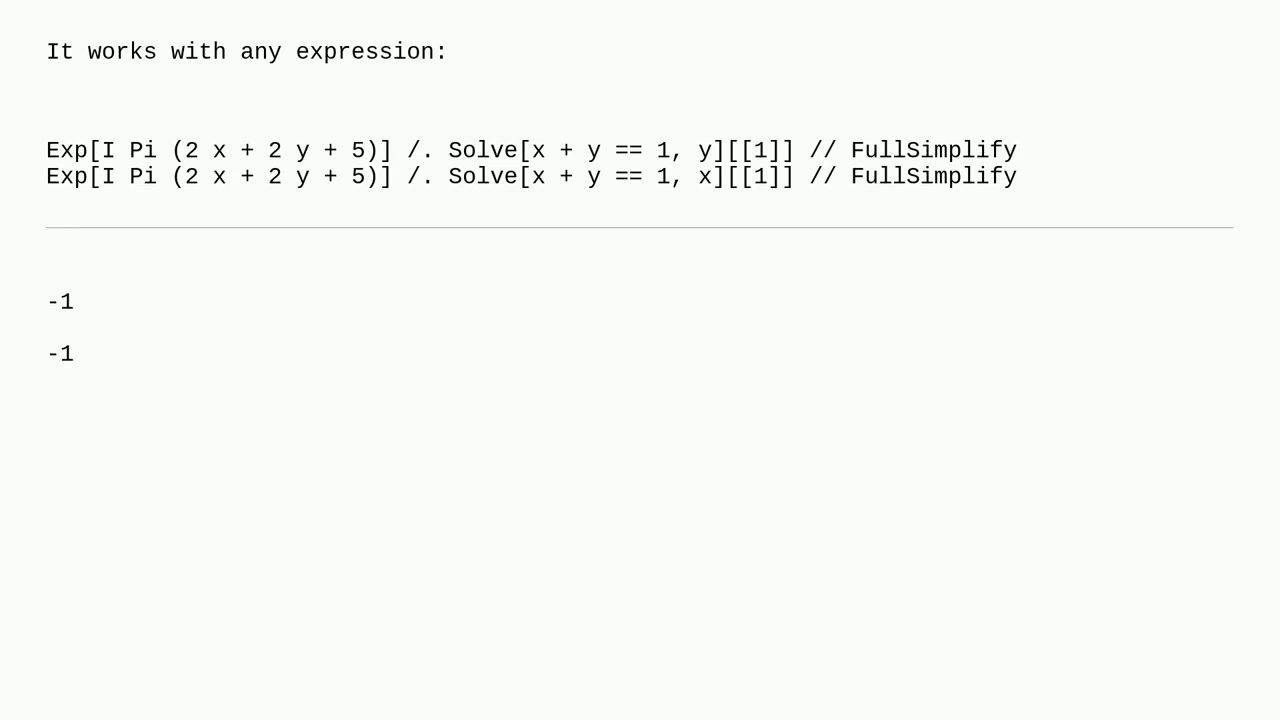 It works with any expression:
Exp[I Pi (2 x + 2 y + 5)] /. Solve[x + y == 1, y][[1]] // FullSimplify
Exp[I Pi (2 x + 2 y + 5)] /. Solve[x + y == 1, x][[1]] // FullSimplify
-1
-1